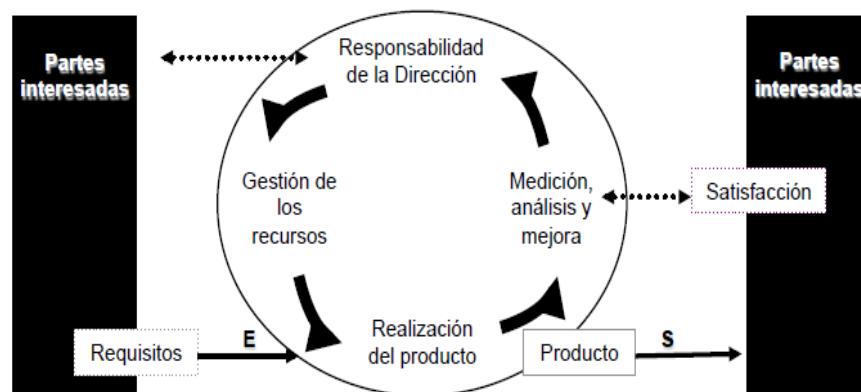 Partes
interesadas
Responsabilidad
de la Dirección
Partes
interesadas
Gestión de
los
recursos
Medición,
análisis y
mejora
Satisfacción
Realización
del producto
Requisitos
E
Producto
S